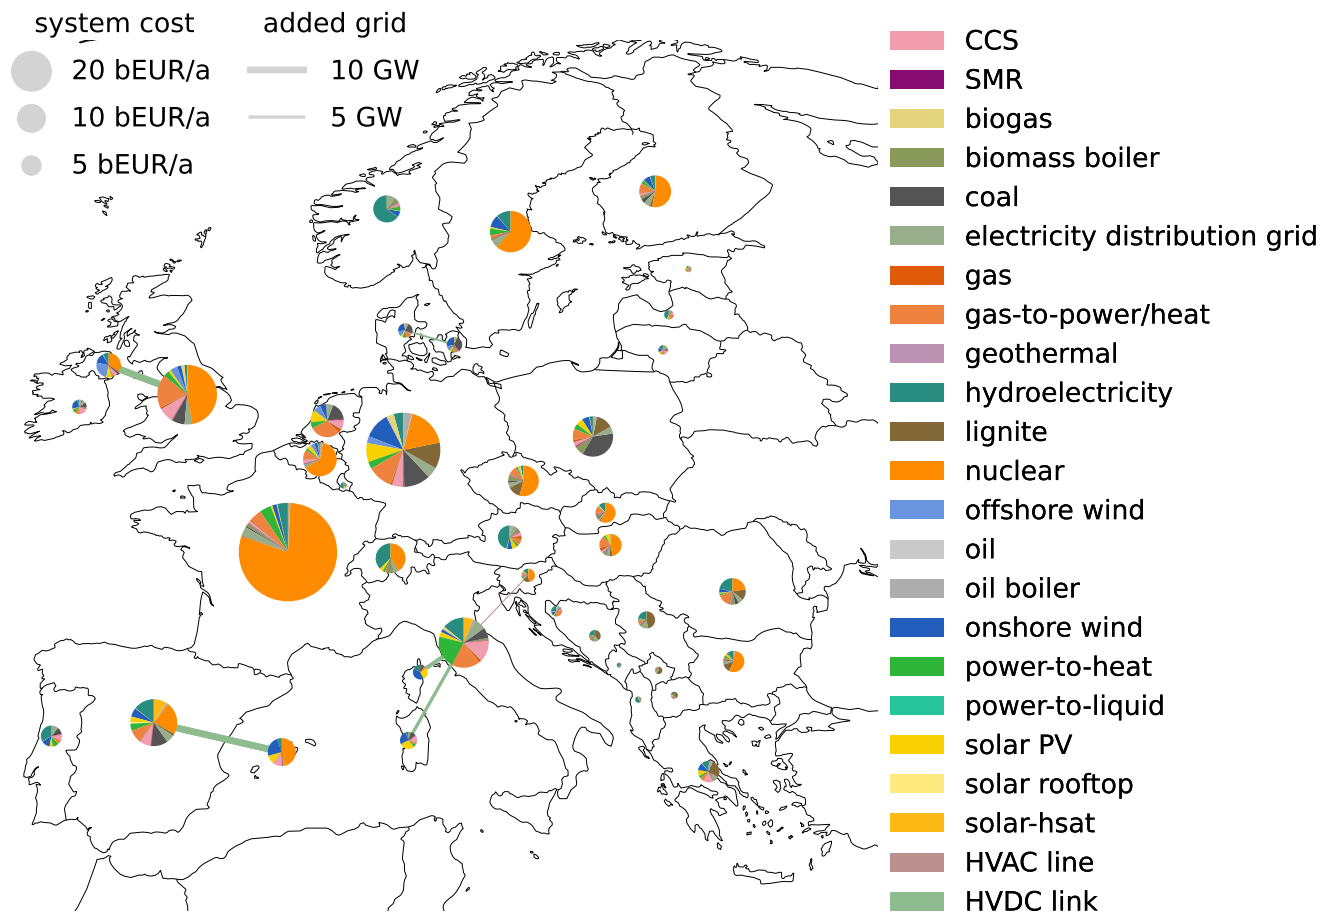 system cost
added grid
20 bEUR/a
10 GW
10 bEUR/a
5 GW
5 bEUR/a
CCS
SMR
biogas
biomass boiler
coal
electricity distribution grid
gas
gas-to-power/heat
geothermal
hydroelectricity
lignite
nuclear
offshore wind
oil
oil boiler
onshore wind
power-to-heat
power-to-liquid
solar PV
solar rooftop
solar-hsat
HVAC line
HVDC link